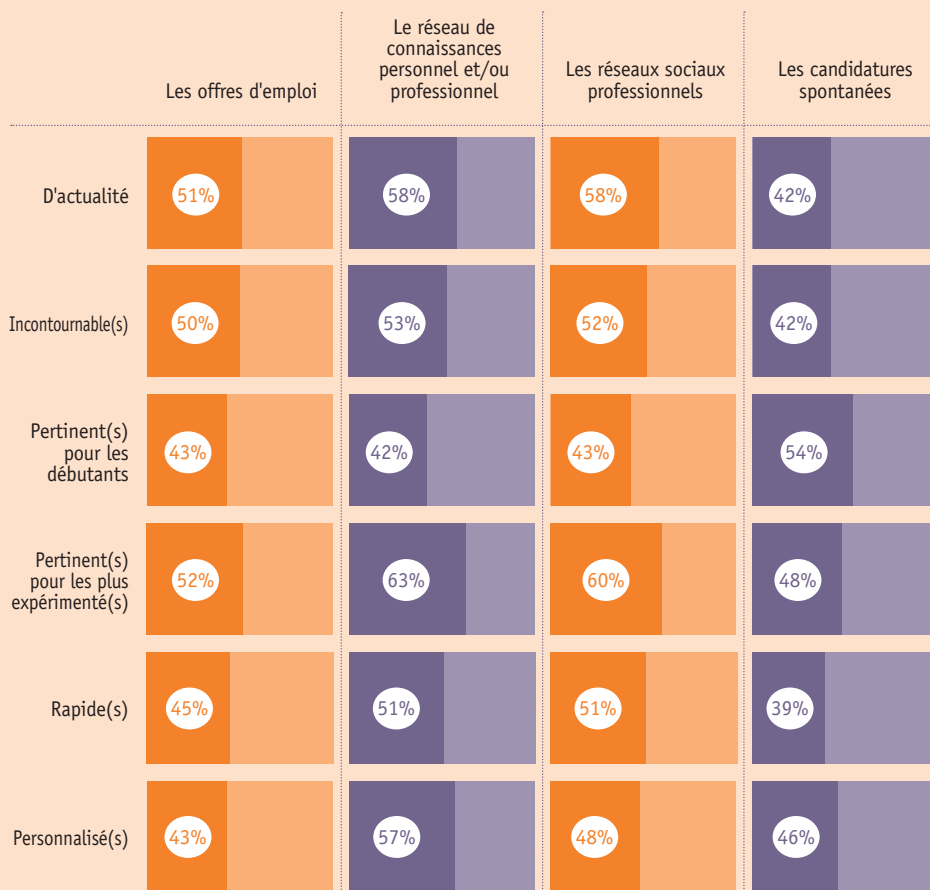 Les offres d'emploi
Le réseau de
connaissances
personnel et/ou
professionnel
Les réseaux sociaux
professionnels
Les candidatures
spontanées
D'actualité
51%
58%
58%
42%
Incontournable(s)
50%
53%
52%
42%
Pertinent(s)
pour les
débutants
43%
42%
43%
54%
Pertinent(s)
pour les plus
expérimenté(s)
52%
63%
60%
48%
Rapide(s)
45%
51%
51%
39%
Personnalisé(s)
43%
57%
48%
46%